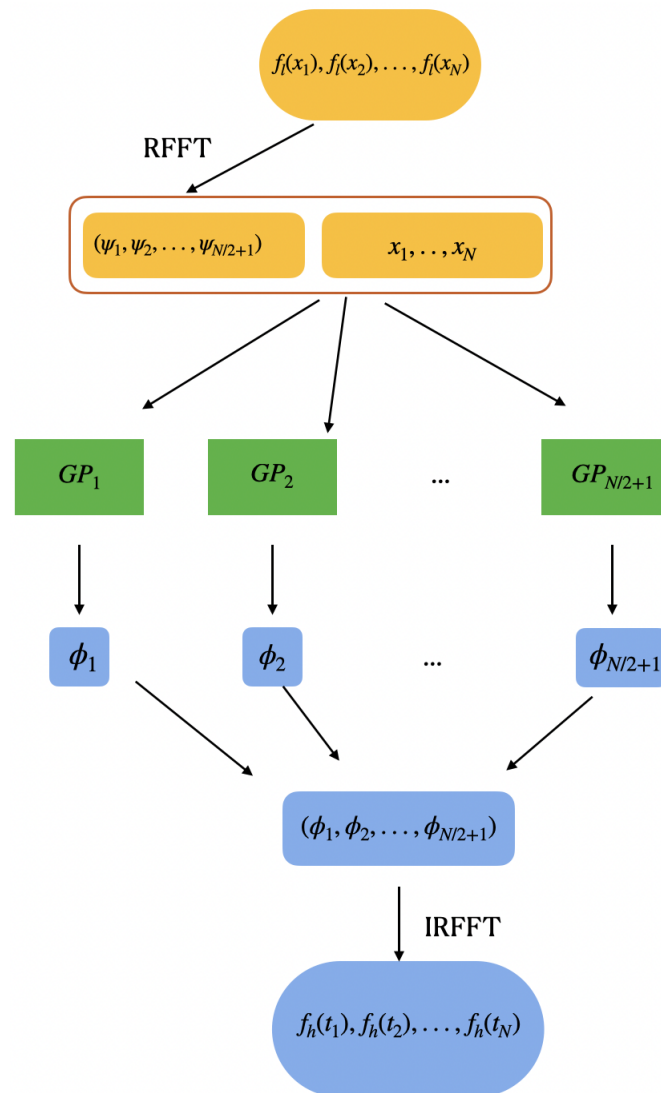 f_l(x_1), f_l(x_2), . . . , f_l(x_N)
RFFT
(ψ_1, ψ_2, . . . , ψ_{N/2+1})
x_1, . . , x_N
GP_1
GP_2
...
GP_{N/2+1}
ϕ_1
ϕ_2
...
ϕ_{N/2+1}
(ϕ_1, ϕ_2, . . . , ϕ_{N/2+1})
IRFFT
f_h(t_1), f_h(t_2), . . . , f_h(t_N)